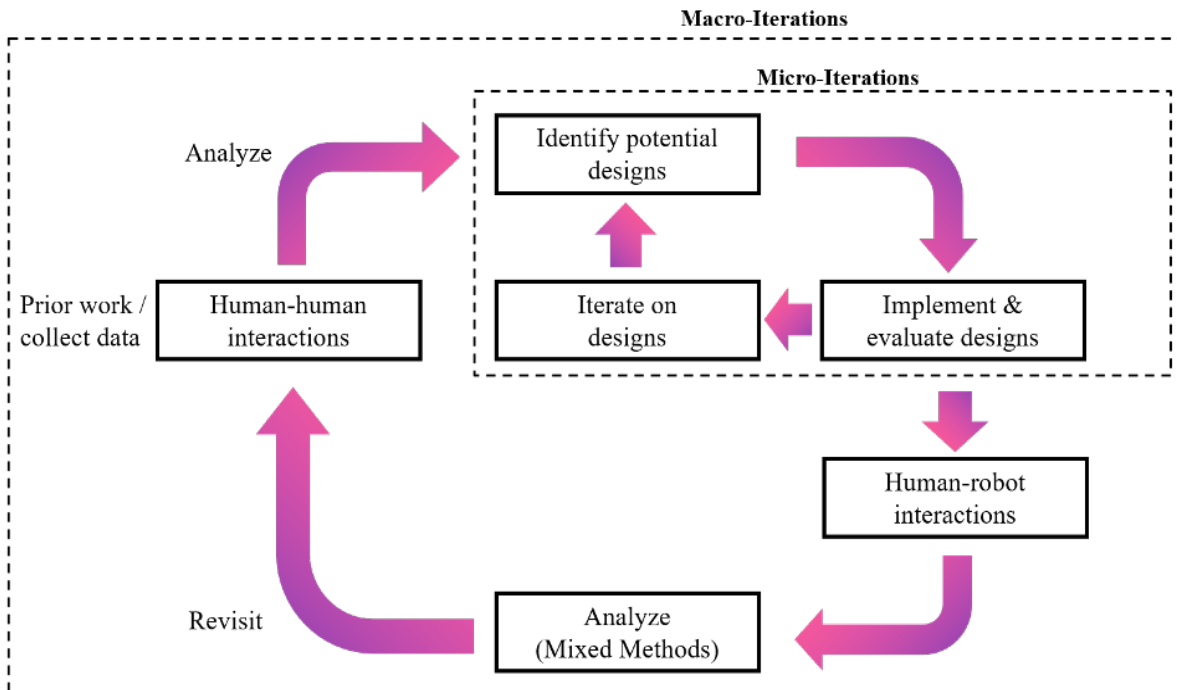 Macro-Iterations
Micro-Iterations
Analyze
Identify potential
designs
Prior work /
collect data
Human-human
interactions
Iterate on
designs
Implement &
evaluate designs
Human-robot
interactions
Revisit
Analyze
(Mixed Methods)